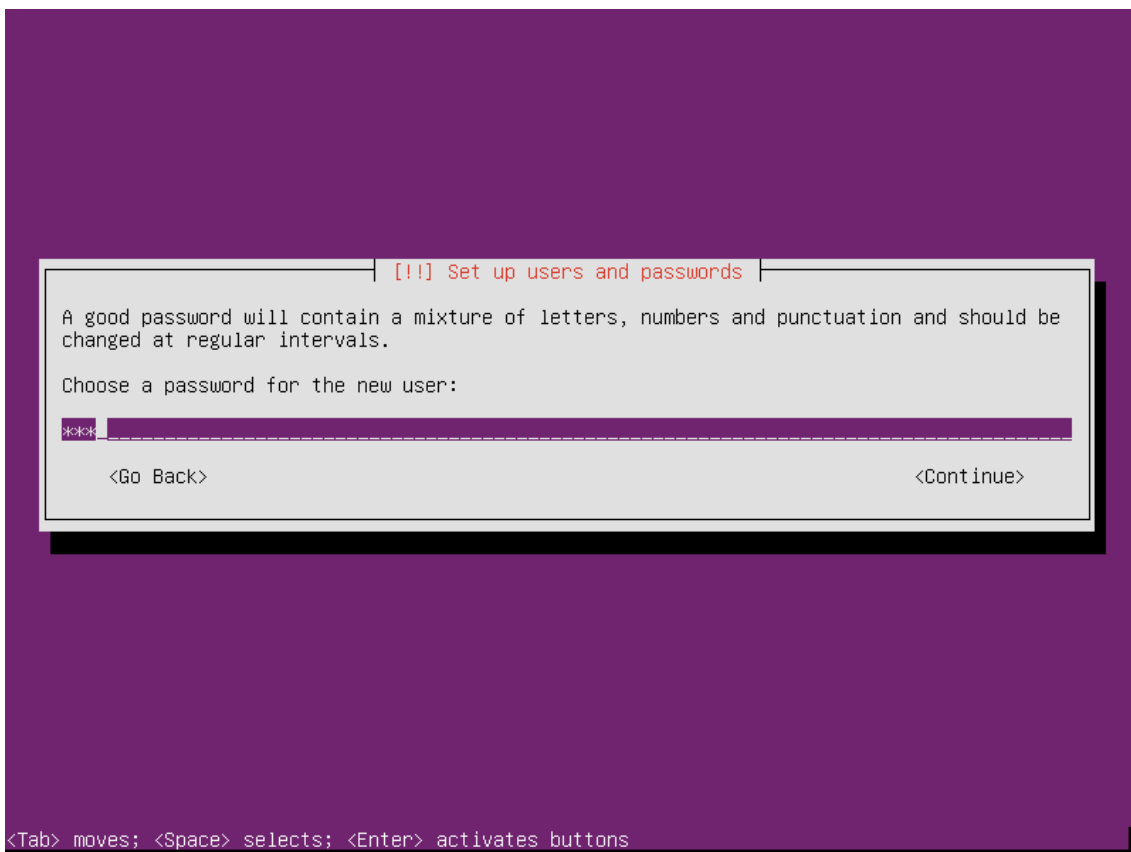 [!!] Set up users and passwords
A good password will contain a mixture of letters, numbers and punctuation and should be
changed at regular intervals.
Choose a password for the new user:
***
<Go Back> <Continue>
<Tab> moves; <Space> selects; <Enter> activates buttons